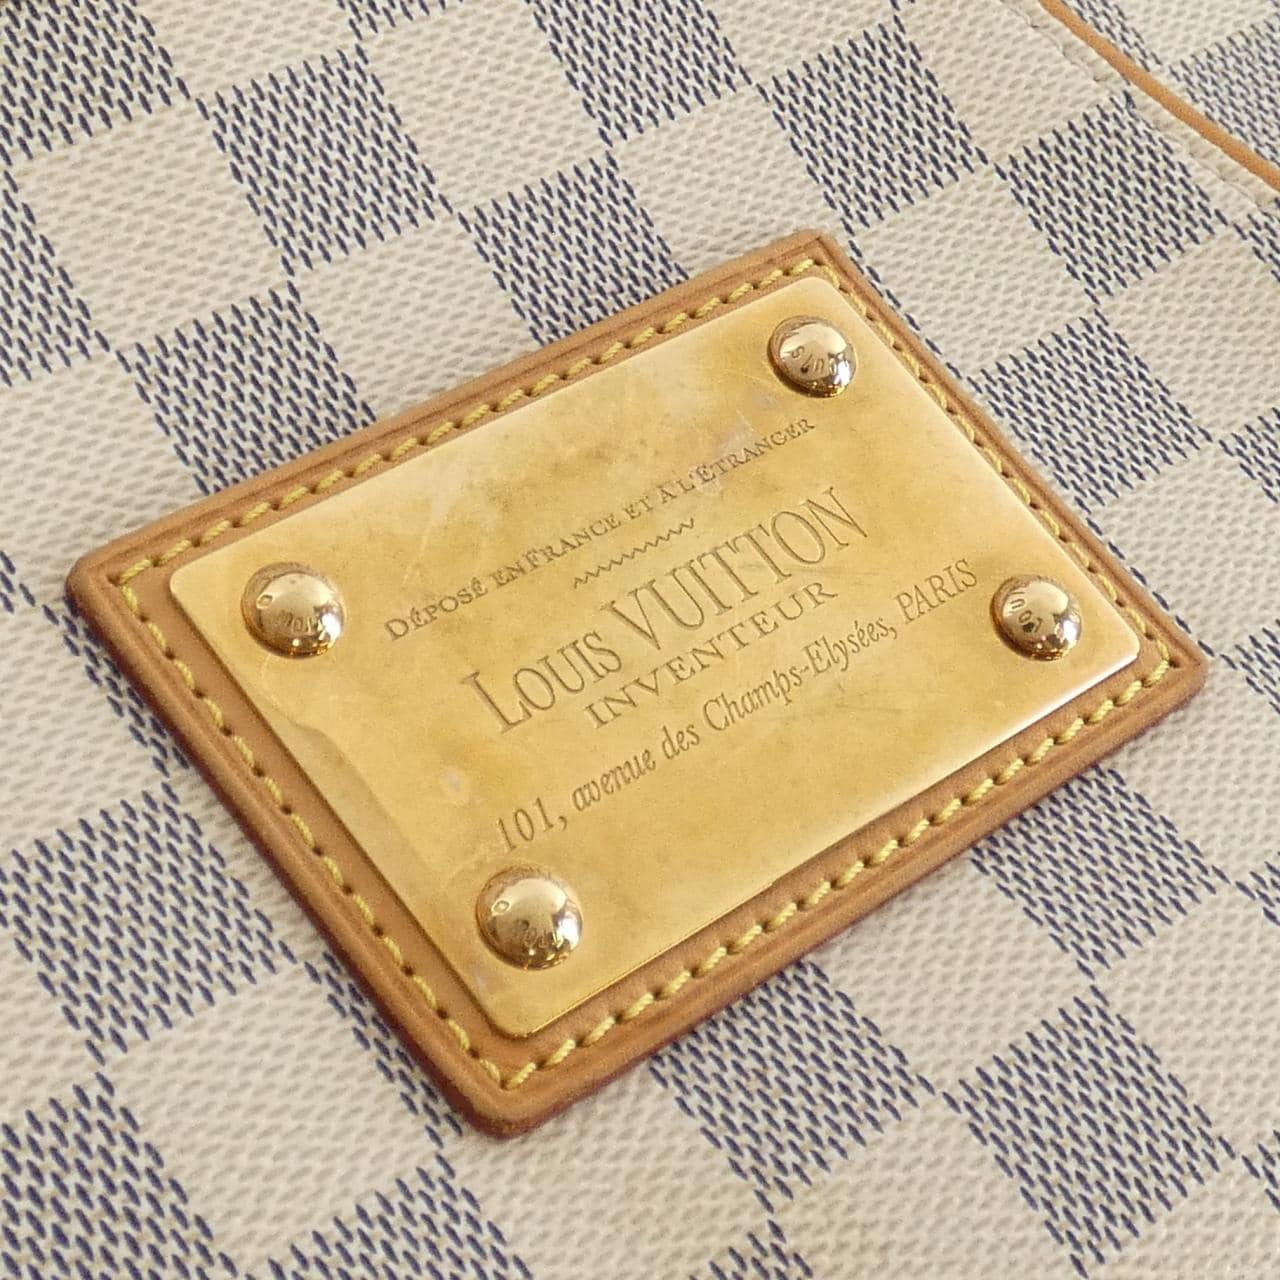 DÉPOSÉ EN FRANCE ET À L'ÉTRANGER
LOUIS VUITTON
INVENTEUR
101, avenue des Champs-Elysées, PARIS